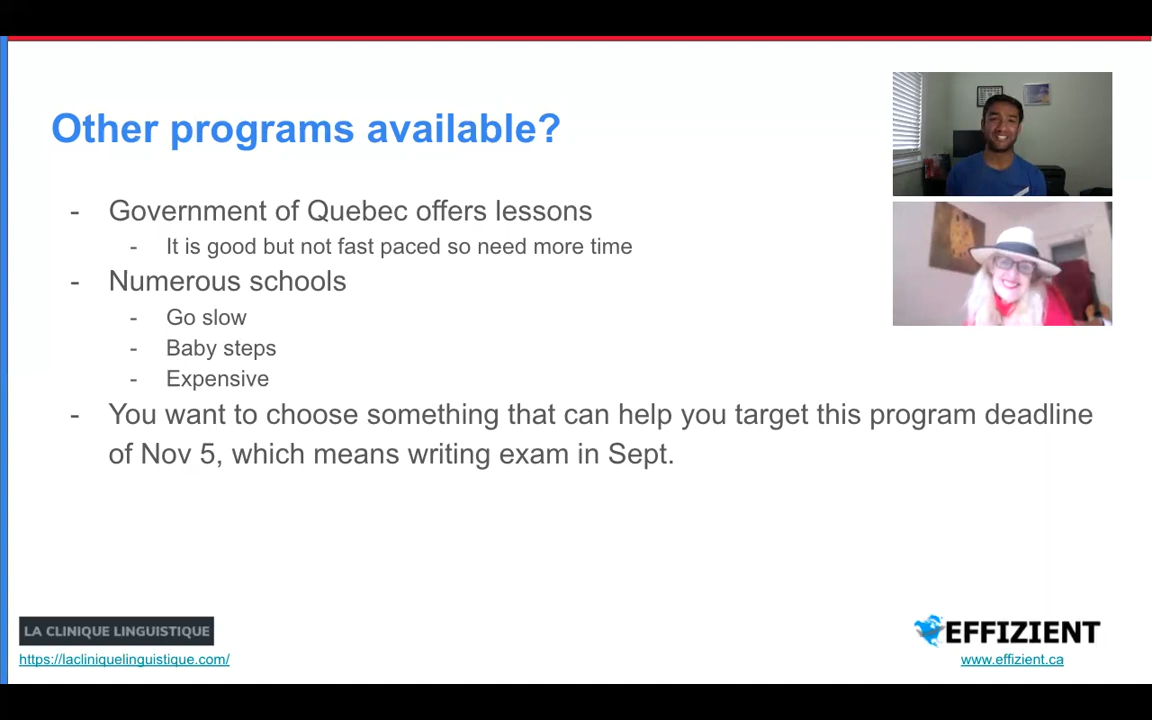 Other programs available?
- Government of Quebec offers lessons
- It is good but not fast paced so need more time
- Numerous schools
- Go slow
- Baby steps
- Expensive
- You want to choose something that can help you target this program deadline
of Nov 5, which means writing exam in Sept.
LA CLINIQUE LINGUISTIQUE
https://lacliniquelinguistique.com/
EFFIZIENT
www.effizient.ca